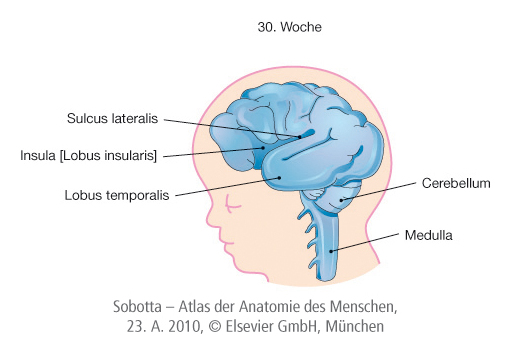 30. Woche
Sulcus lateralis
Insula [Lobus insularis]
Lobus temporalis
Cerebellum
Medulla
Sobotta – Atlas der Anatomie des Menschen,
23. A. 2010, © Elsevier GmbH, München